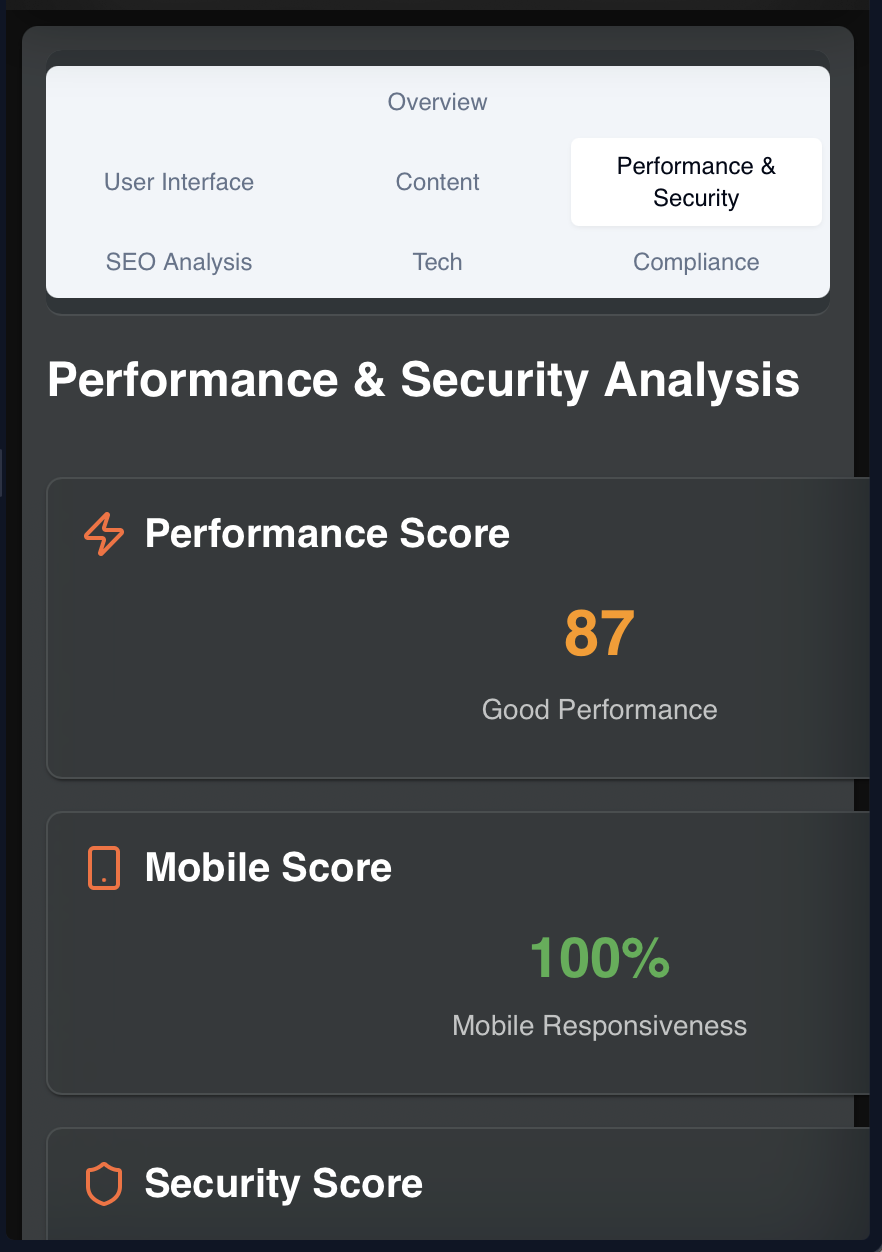 Overview
User Interface
Content
Performance &
Security
SEO Analysis
Tech
Compliance
Performance & Security Analysis
Performance Score
87
Good Performance
Mobile Score
100%
Mobile Responsiveness
Security Score